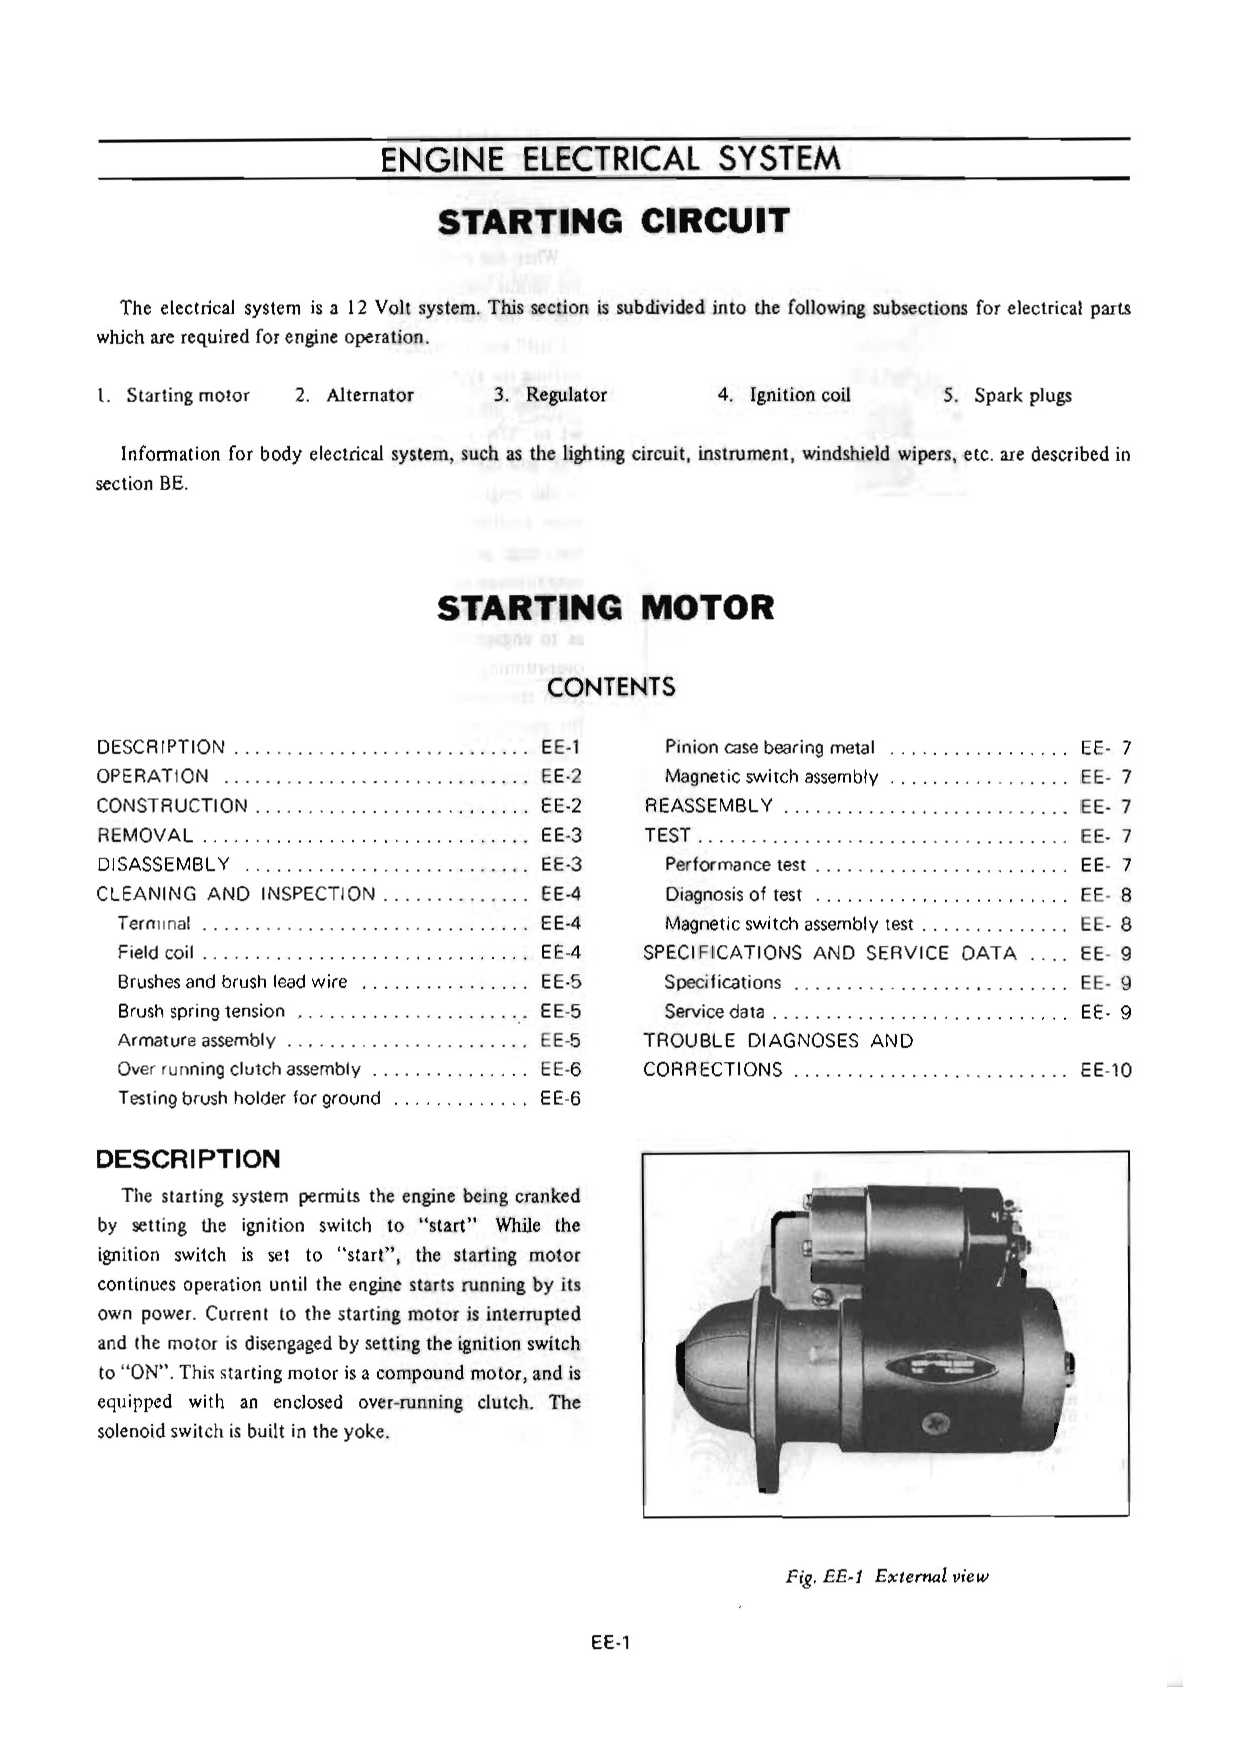 ENGINE ELECTRICAL SYSTEM
STARTING CIRCUIT
The electrical system is a 12 Volt system. This section is subdivided into the following subsections for electrical parts
which are required for engine operation.
1. Starting motor 2. Alternator 3. Regulator 4. Ignition coil 5. Spark plugs
Information for body electrical system, such as the lighting circuit, instrument, windshield wipers, etc. are described in
section BE.
STARTING MOTOR
CONTENTS
DESCRIPTION ............................ EE-1
OPERATION ............................. EE-2
CONSTRUCTION .......................... EE-2
REMOVAL ............................... EE-3
DISASSEMBLY ........................... EE-3
CLEANING AND INSPECTION .............. EE-4
Terminal ............................... EE-4
Field coil ............................... EE-4
Brushes and brush lead wire ................ EE-5
Brush spring tension ...................... EE-5
Armature assembly ....................... EE-5
Over running clutch assembly ............... EE-6
Testing brush holder for ground ............. EE-6
Pinion case bearing metal ................. EE- 7
Magnetic switch assembly ................. EE- 7
REASSEMBLY ........................... EE- 7
TEST ................................... EE- 7
Performance test ........................ EE- 7
Diagnosis of test ........................ EE- 8
Magnetic switch assembly test .............. EE- 8
SPECIFICATIONS AND SERVICE DATA .... EE- 9
Specifications .......................... EE- 9
Service data ............................ EE- 9
TROUBLE DIAGNOSES AND
CORRECTIONS .......................... EE-10
DESCRIPTION
The starting system permits the engine being cranked
by setting the ignition switch to "start" While the
ignition switch is set to "start", the starting motor
continues operation until the engine starts running by its
own power. Current to the starting motor is interrupted
and the motor is disengaged by setting the ignition switch
to "ON". This starting motor is a compound motor, and is
equipped with an enclosed over-running clutch. The
solenoid switch is built in the yoke.
Fig. EE-1 External view
EE-1